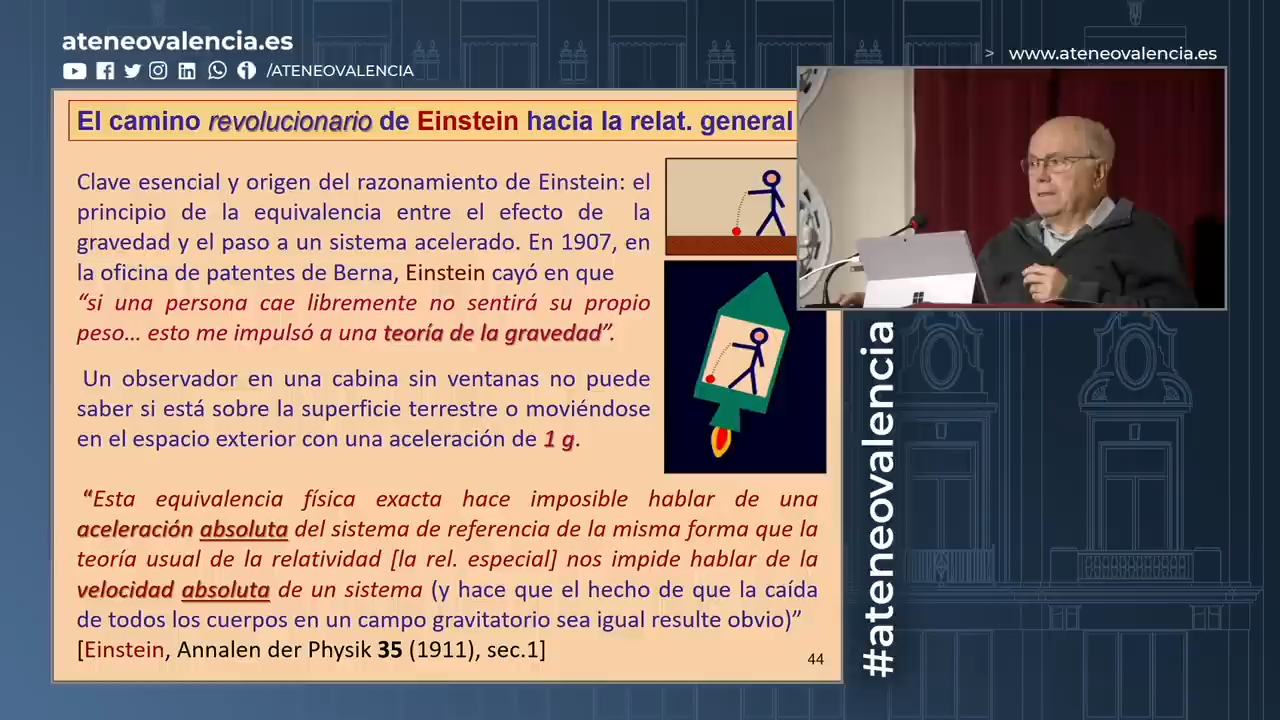 ateneovalencia.es
/ATENEOVALENCIA
> www.ateneovalencia.es
El camino revolucionario de Einstein hacia la relat. general
Clave esencial y origen del razonamiento de Einstein: el
principio de la equivalencia entre el efecto de la
gravedad y el paso a un sistema acelerado. En 1907, en
la oficina de patentes de Berna, Einstein cayó en que
“si una persona cae libremente no sentirá su propio
peso... esto me impulsó a una teoría de la gravedad”.
Un observador en una cabina sin ventanas no puede
saber si está sobre la superficie terrestre o moviéndose
en el espacio exterior con una aceleración de 1 g.
“Esta equivalencia física exacta hace imposible hablar de una
aceleración absoluta del sistema de referencia de la misma forma que la
teoría usual de la relatividad [la rel. especial] nos impide hablar de la
velocidad absoluta de un sistema (y hace que el hecho de que la caída
de todos los cuerpos en un campo gravitatorio sea igual resulte obvio)”
[Einstein, Annalen der Physik 35 (1911), sec.1]
44
#ateneovalencia